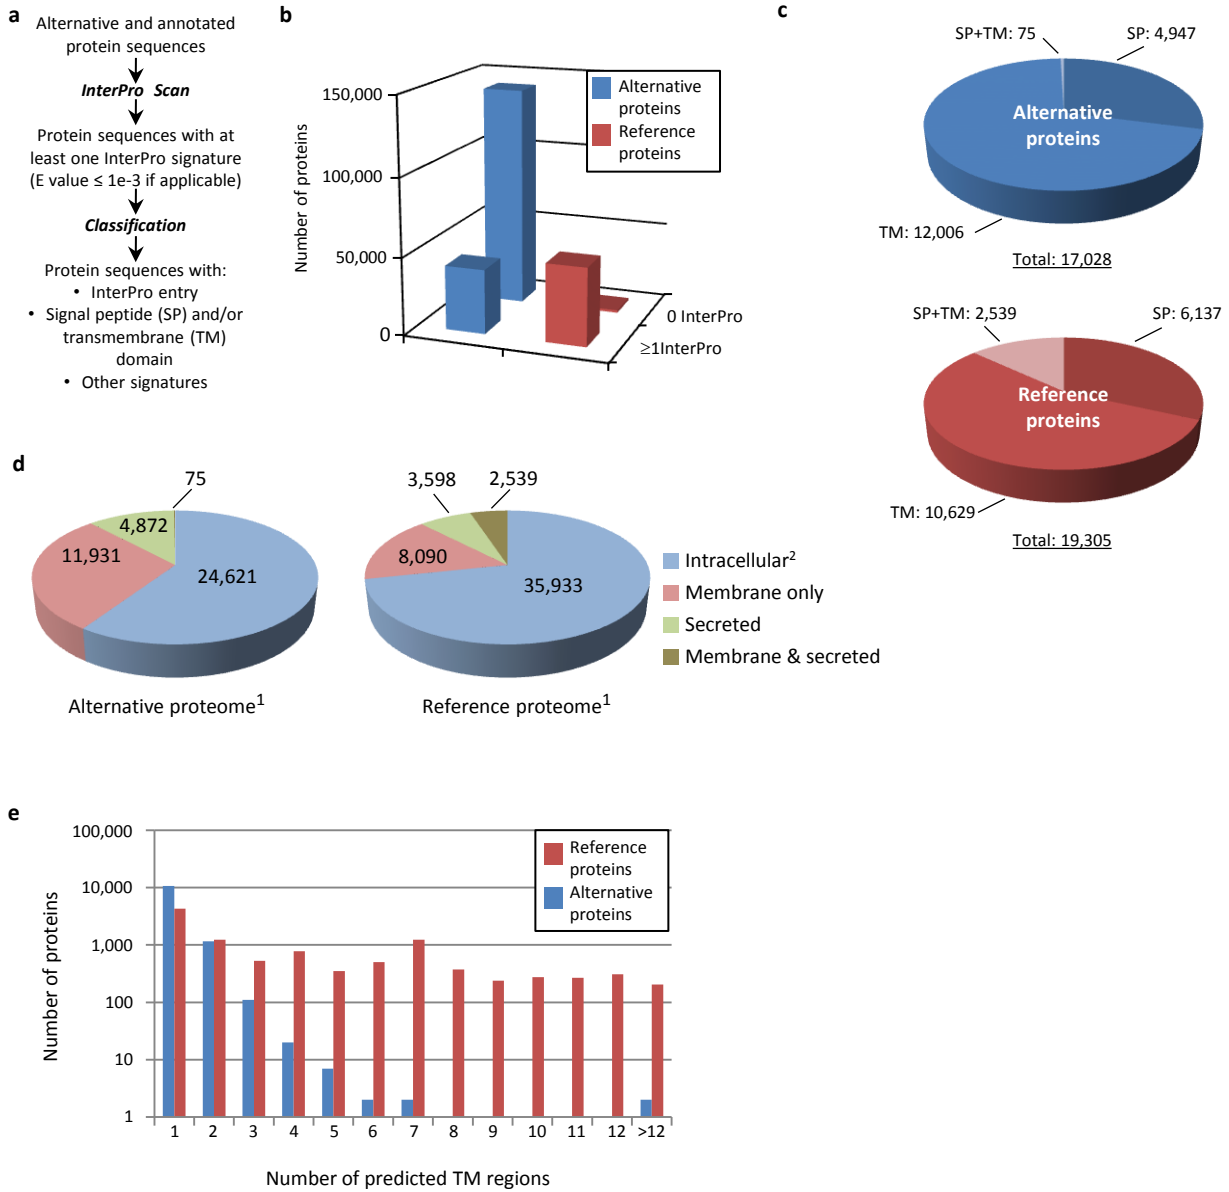 a
Alternative and annotated
protein sequences
InterPro Scan
Protein sequences with at
least one InterPro signature
(E value ≤ 1e-3 if applicable)
Classification
Protein sequences with:
• InterPro entry
• Signal peptide (SP) and/or
transmembrane (TM)
domain
• Other signatures
b
Number of proteins
150,000
100,000
50,000
0
Alternative
proteins
Reference
proteins
0 InterPro
≥1InterPro
c
SP+TM: 75
SP: 4,947
Alternative
proteins
TM: 12,006
Total: 17,028
SP+TM: 2,539
SP: 6,137
Reference
proteins
TM: 10,629
Total: 19,305
d
75
4,872
11,931
24,621
Alternative proteome1
3,598
2,539
8,090
35,933
Reference proteome1
Intracellular2
Membrane only
Secreted
Membrane & secreted
e
Number of proteins
100,000
10,000
1,000
100
10
1
Reference
proteins
Alternative
proteins
1 2 3 4 5 6 7 8 9 10 11 12 >12
Number of predicted TM regions